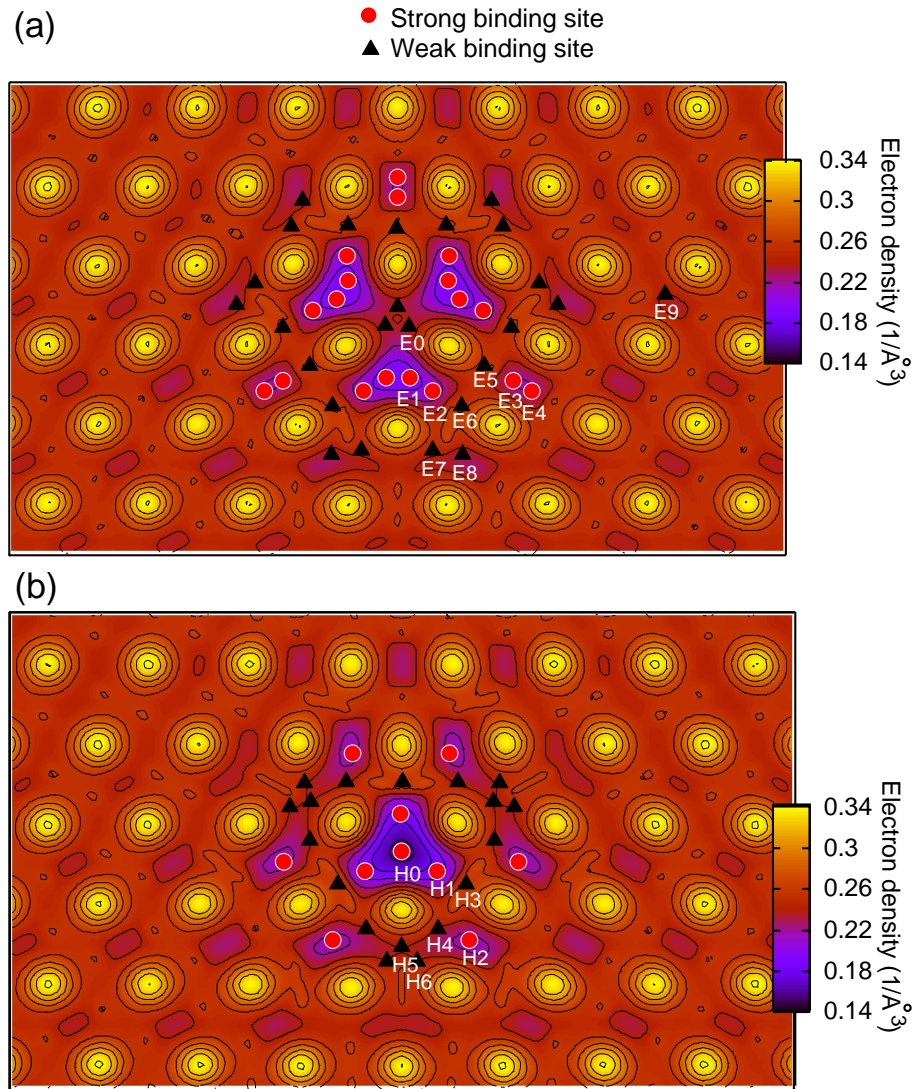 (a)
Strong binding site
Weak binding site
0.34
0.3
0.26
0.22
0.18
0.14
Electron density (1/Å3)
E9
E0
E5
E3
E4
E1
E2
E6
E7
E8
(b)
0.34
0.3
0.26
0.22
0.18
0.14
Electron density (1/Å3)
H0
H1
H3
H4
H2
H5
H6